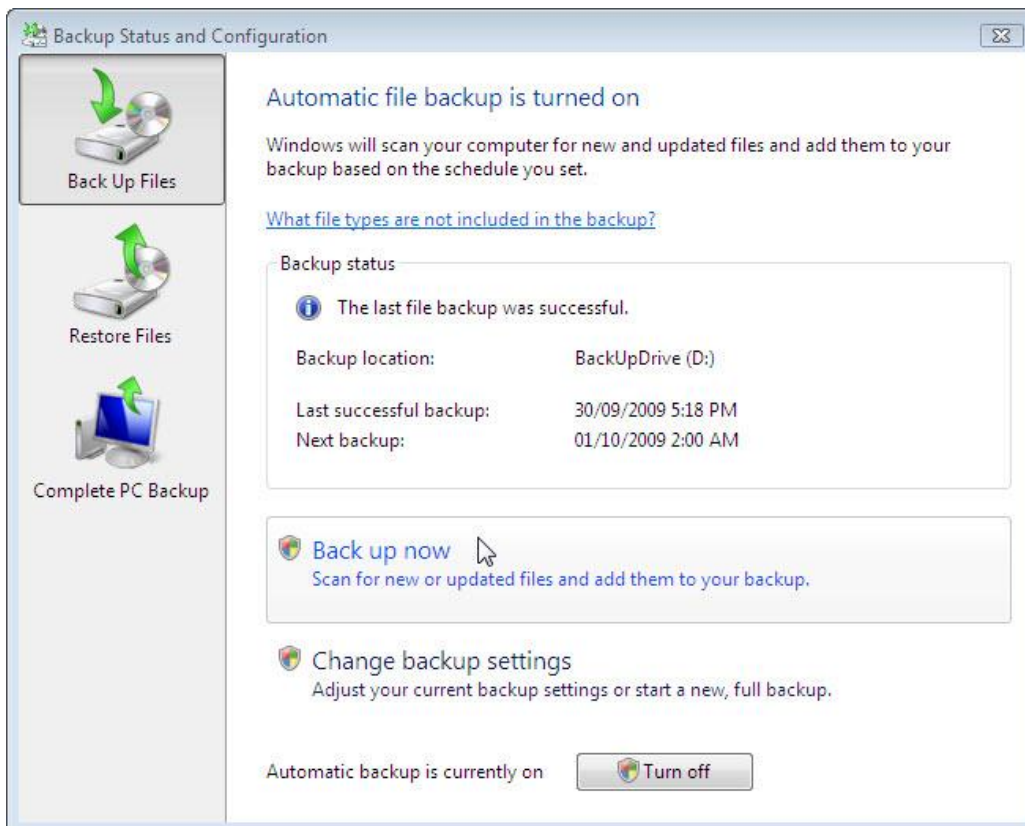 Backup Status and Configuration
Back Up Files
Restore Files
Complete PC Backup
Automatic file backup is turned on
Windows will scan your computer for new and updated files and add them to your
backup based on the schedule you set.
What file types are not included in the backup?
Backup status
The last file backup was successful.
Backup location: BackUpDrive (D:)
Last successful backup: 30/09/2009 5:18 PM
Next backup: 01/10/2009 2:00 AM
Back up now
Scan for new or updated files and add them to your backup.
Change backup settings
Adjust your current backup settings or start a new, full backup.
Automatic backup is currently on Turn off